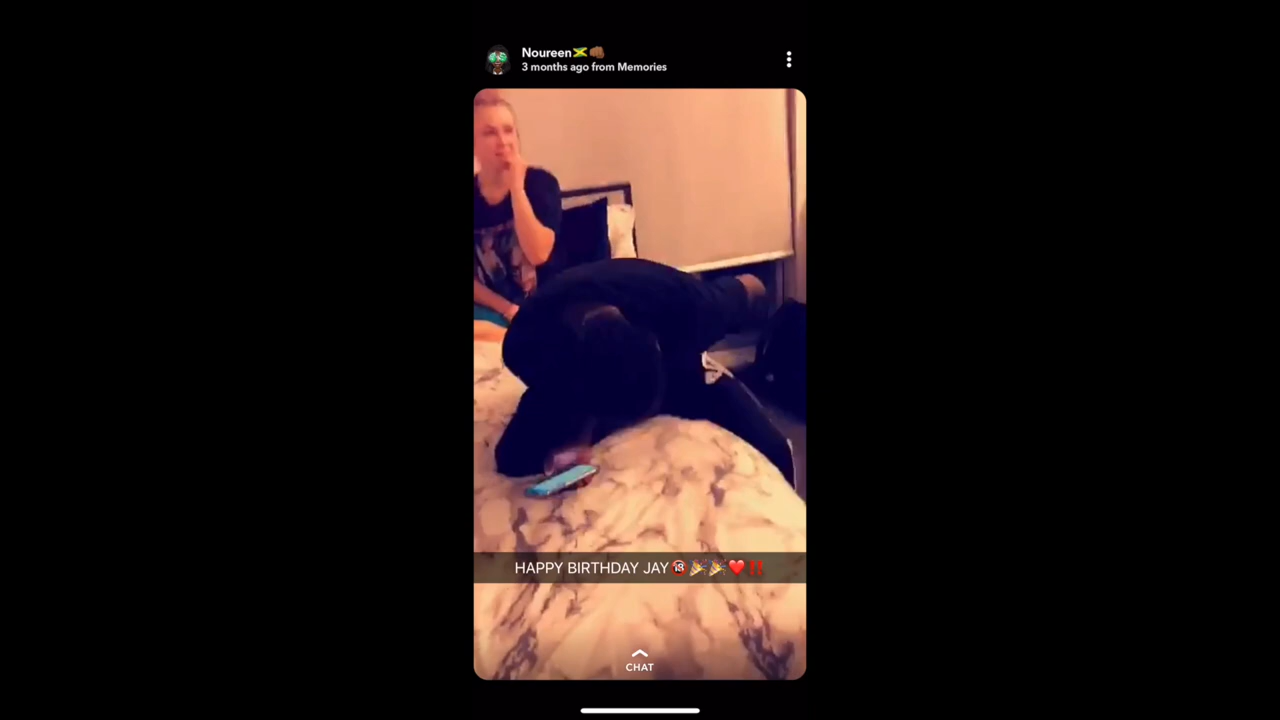 Noureen🇯🇲👊🏾
3 months ago from Memories
HAPPY BIRTHDAY JAY🔞🎉🎉❤️‼️
CHAT